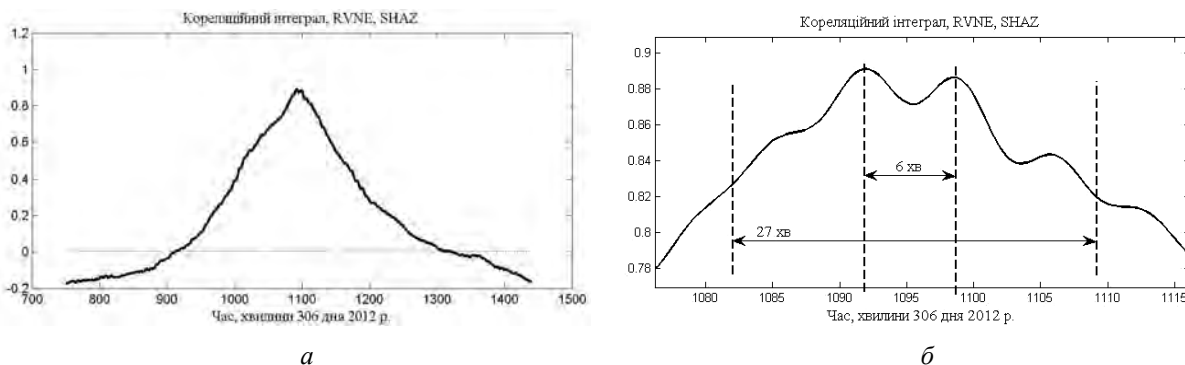 Кореляційний інтеграл, RVNE, SHAZ
1.2
1
0.8
0.6
0.4
0.2
0
-0.2
700 800 900 1000 1100 1200 1300 1400 1500
Час, хвилини 306 дня 2012 р.
а
Кореляційний інтеграл, RVNE, SHAZ
0.9
0.88
0.86
0.84
0.82
0.8
0.78
6 хв
27 хв
1080 1085 1090 1095 1100 1105 1110 1115
Час, хвилини 306 дня 2012 р.
б